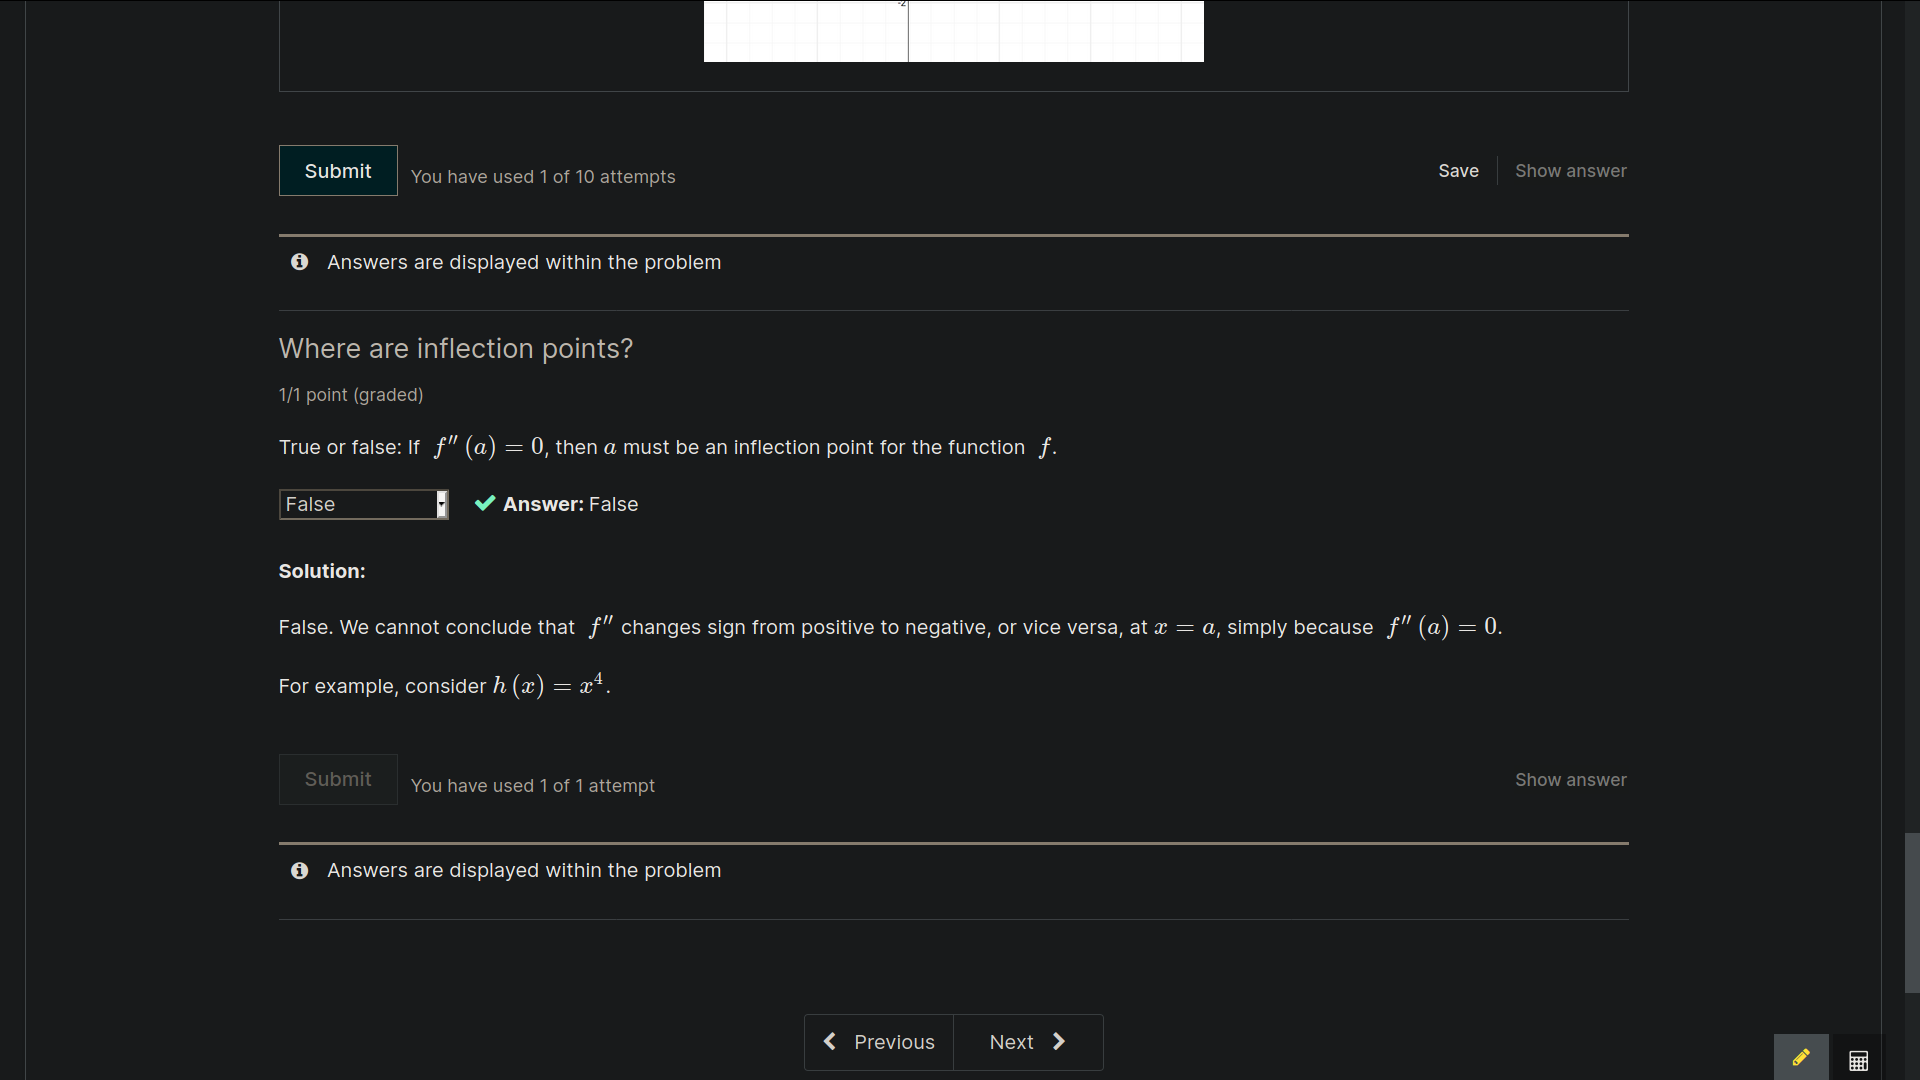 -2
Submit
You have used 1 of 10 attempts
Save
Show answer
Answers are displayed within the problem
Where are inflection points?
1/1 point (graded)
True or false: If f″ (a) = 0, then a must be an inflection point for the function f.
False
Answer: False
Solution:
False. We cannot conclude that f″ changes sign from positive to negative, or vice versa, at x = a, simply because f″ (a) = 0.
For example, consider h (x) = x⁴.
Submit
You have used 1 of 1 attempt
Show answer
Answers are displayed within the problem
Previous
Next